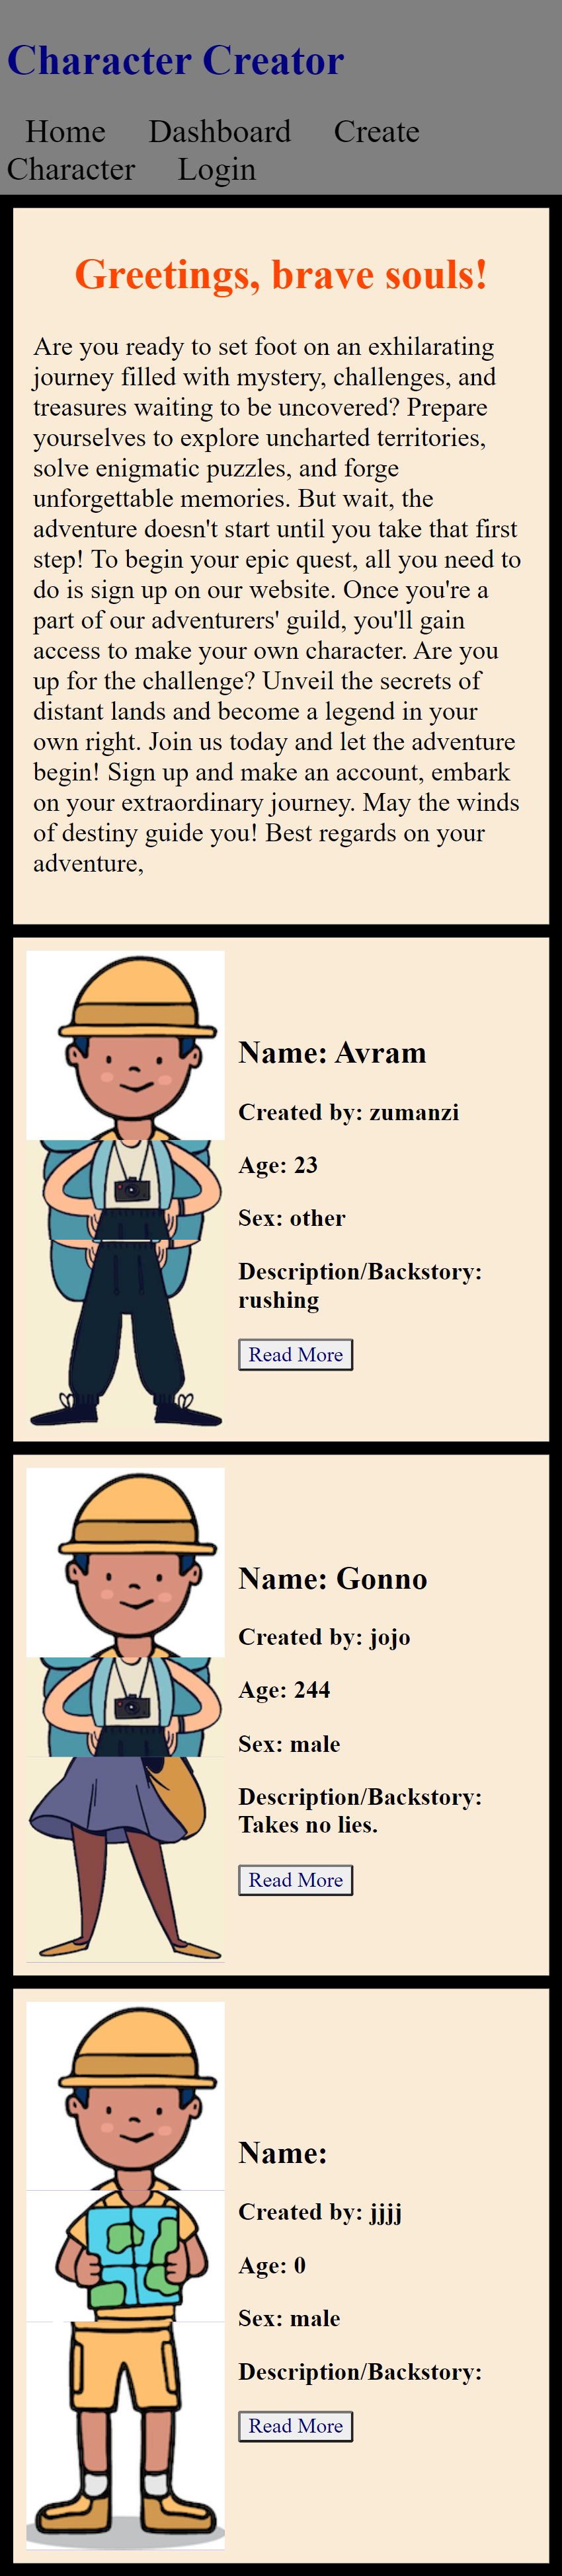 Character Creator
Home Dashboard Create
Character Login
Greetings, brave souls!
Are you ready to set foot on an exhilarating
journey filled with mystery, challenges, and
treasures waiting to be uncovered? Prepare
yourselves to explore uncharted territories,
solve enigmatic puzzles, and forge
unforgettable memories. But wait, the
adventure doesn't start until you take that first
step! To begin your epic quest, all you need to
do is sign up on our website. Once you're a
part of our adventurers' guild, you'll gain
access to make your own character. Are you
up for the challenge? Unveil the secrets of
distant lands and become a legend in your
own right. Join us today and let the adventure
begin! Sign up and make an account, embark
on your extraordinary journey. May the winds
of destiny guide you! Best regards on your
adventure,
Name: Avram
Created by: zumanzi
Age: 23
Sex: other
Description/Backstory:
rushing
Read More
Name: Gonno
Created by: jojo
Age: 244
Sex: male
Description/Backstory:
Takes no lies.
Read More
Name:
Created by: jjjj
Age: 0
Sex: male
Description/Backstory:
Read More